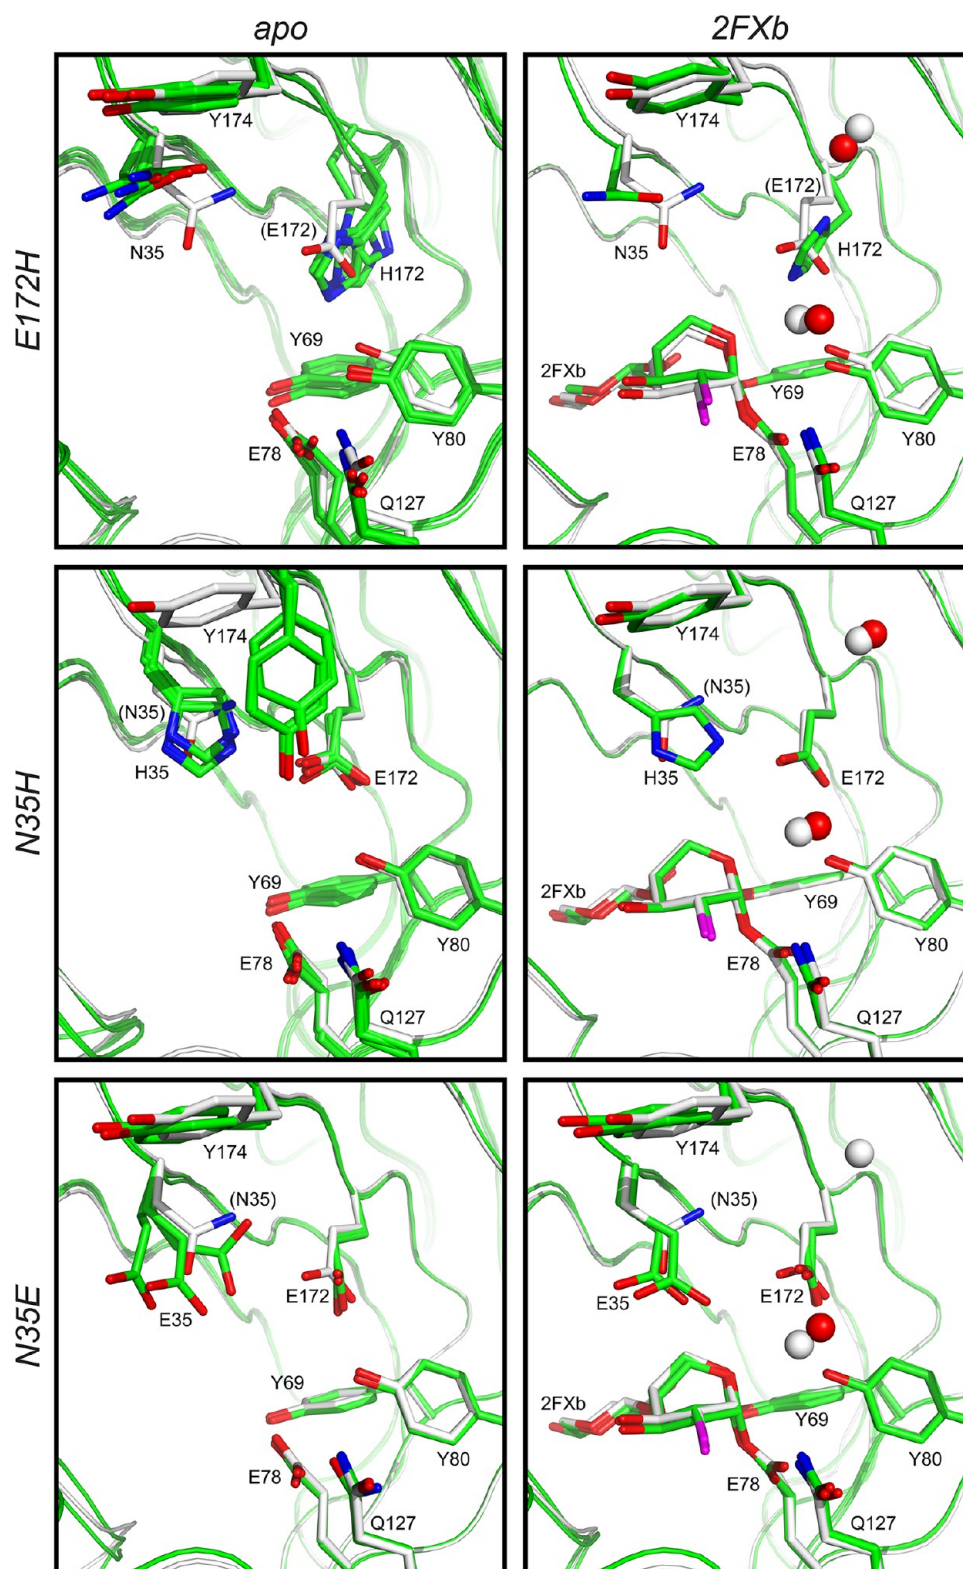 apo
2FXb
E172H
Y174
N35
(E172)
H172
Y69
E78
Y80
Q127
Y174
(E172)
N35
H172
2FXb
Y69
E78
Y80
Q127
N35H
Y174
(N35)
H35
E172
Y69
E78
Y80
Q127
Y174
(N35)
H35
E172
2FXb
Y69
E78
Y80
Q127
N35E
Y174
(N35)
E172
E35
Y69
E78
Y80
Q127
Y174
(N35)
E35
E172
2FXb
Y69
E78
Y80
Q127